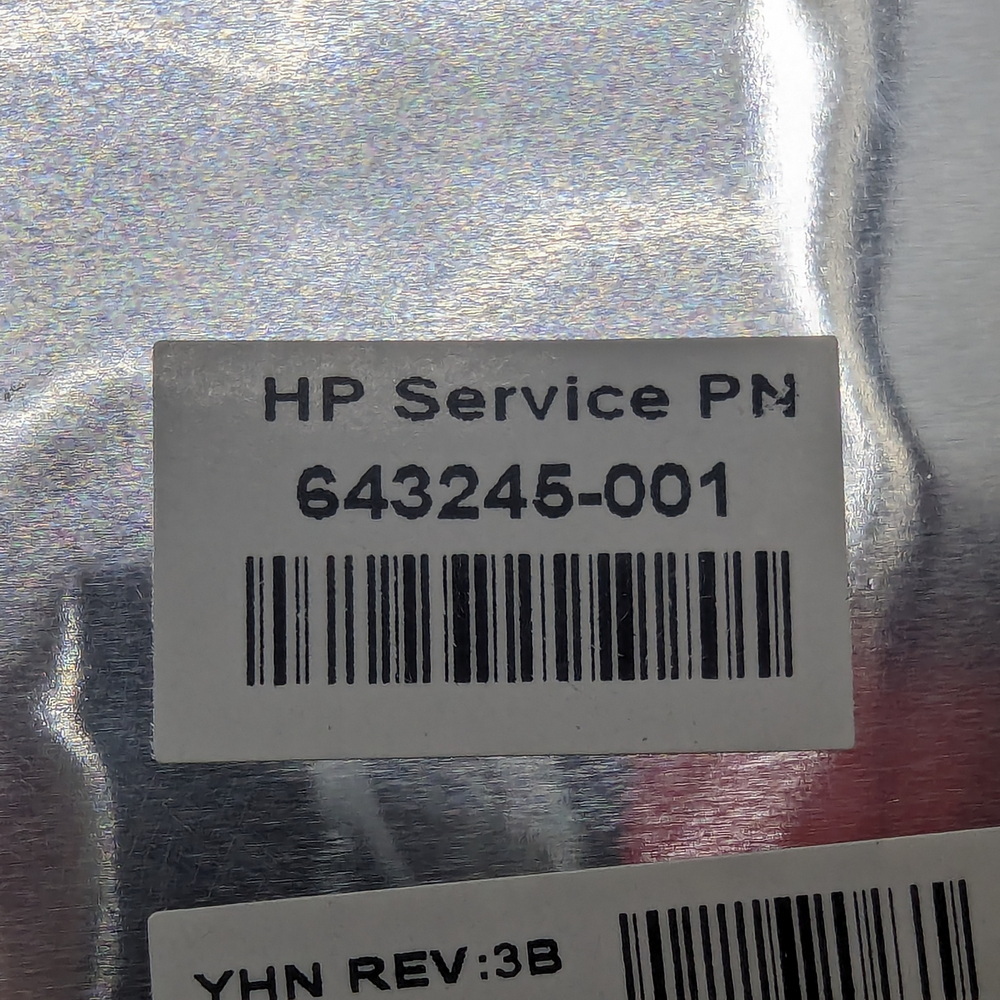 HP Service PN
643245-001
YHN REV:3B